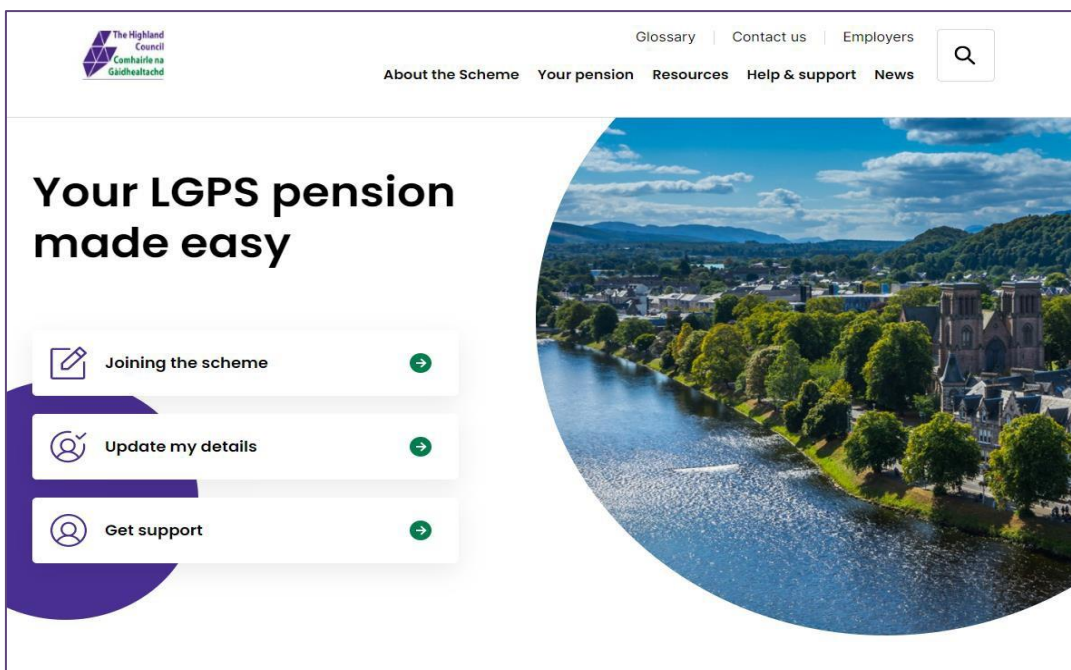 The Highland
Council
Comhairle na
Gàidhealtachd
Glossary
Contact us
Employers
About the Scheme
Your pension
Resources
Help & support
News
Your LGPS pension
made easy
Joining the scheme
Update my details
Get support